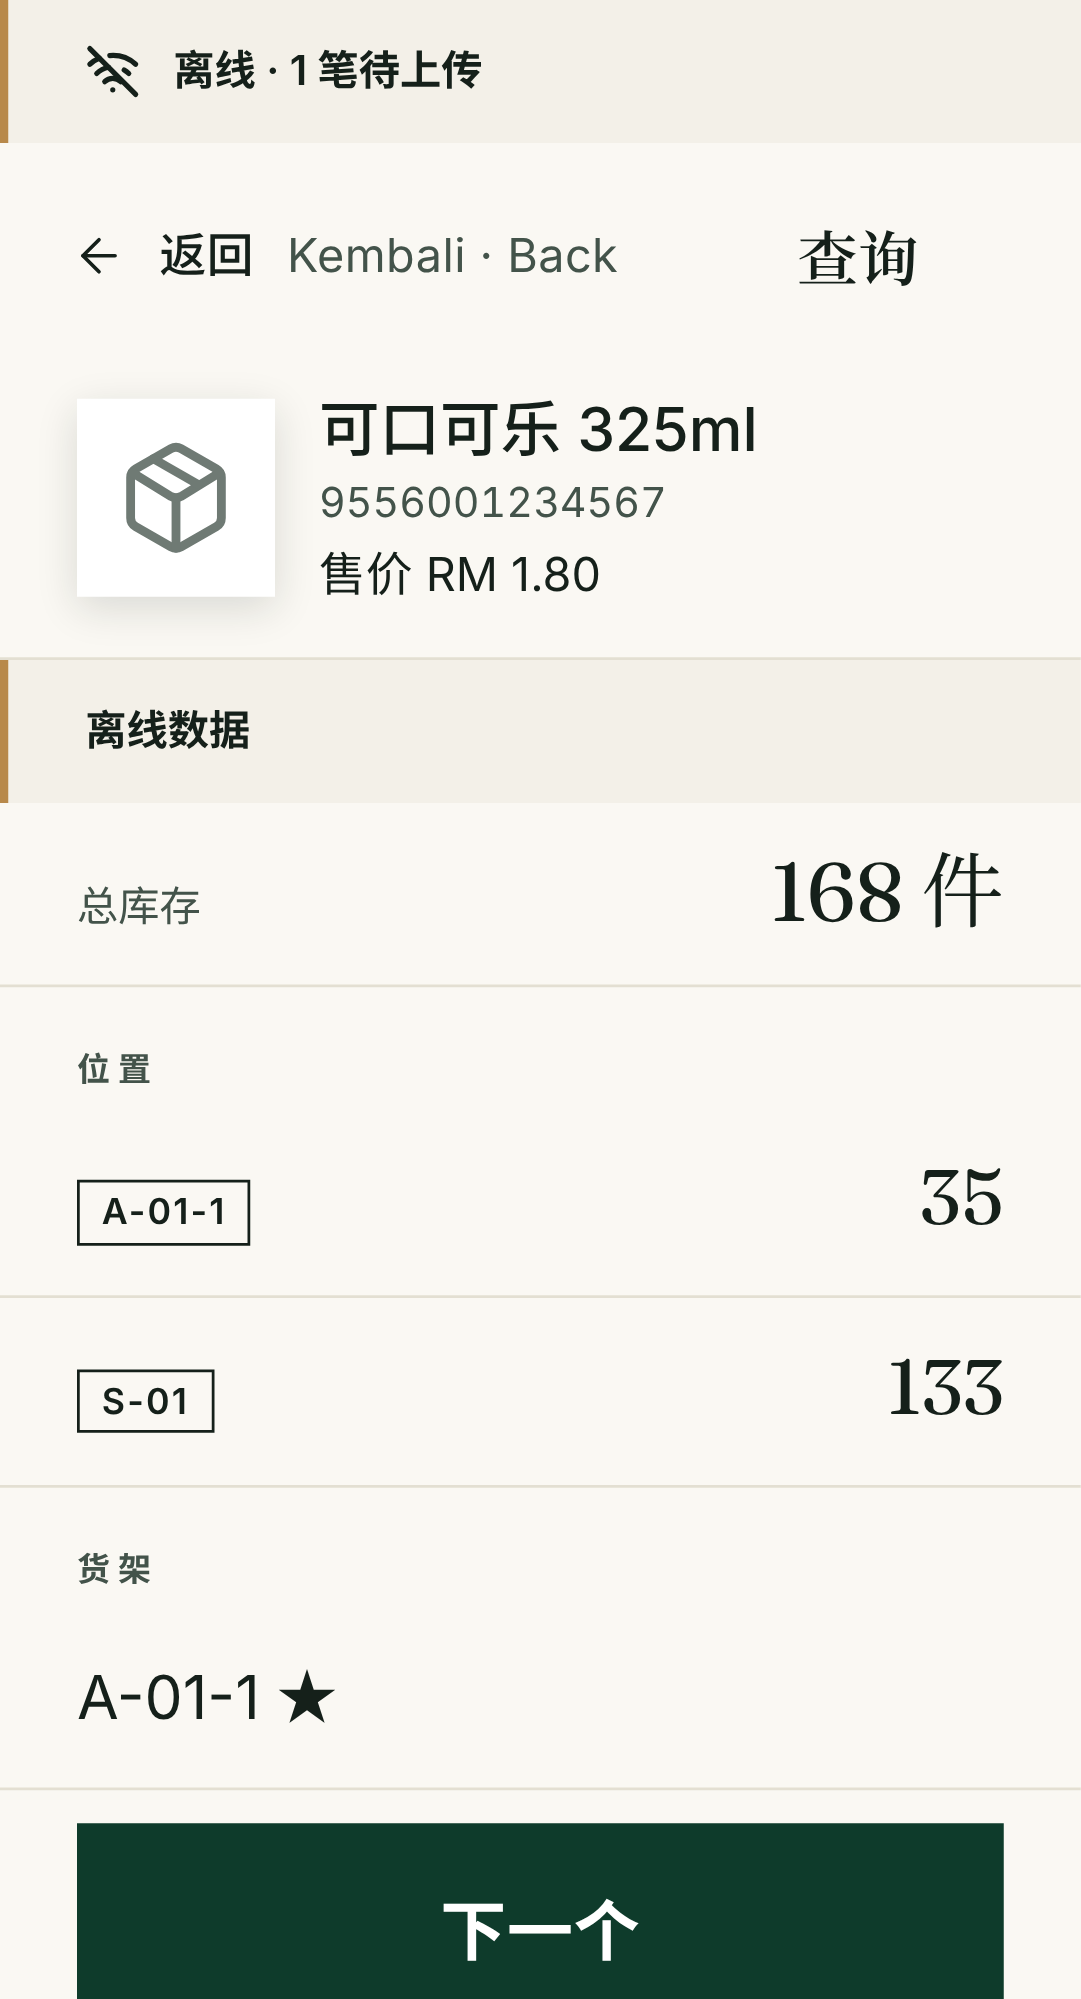 离线 · 1 笔待上传
返回 Kembali · Back 查询
可口可乐 325ml
9556001234567
售价 RM 1.80
离线数据
总库存 168 件
位置
A-01-1 35
S-01 133
货架
A-01-1 ★
下一个